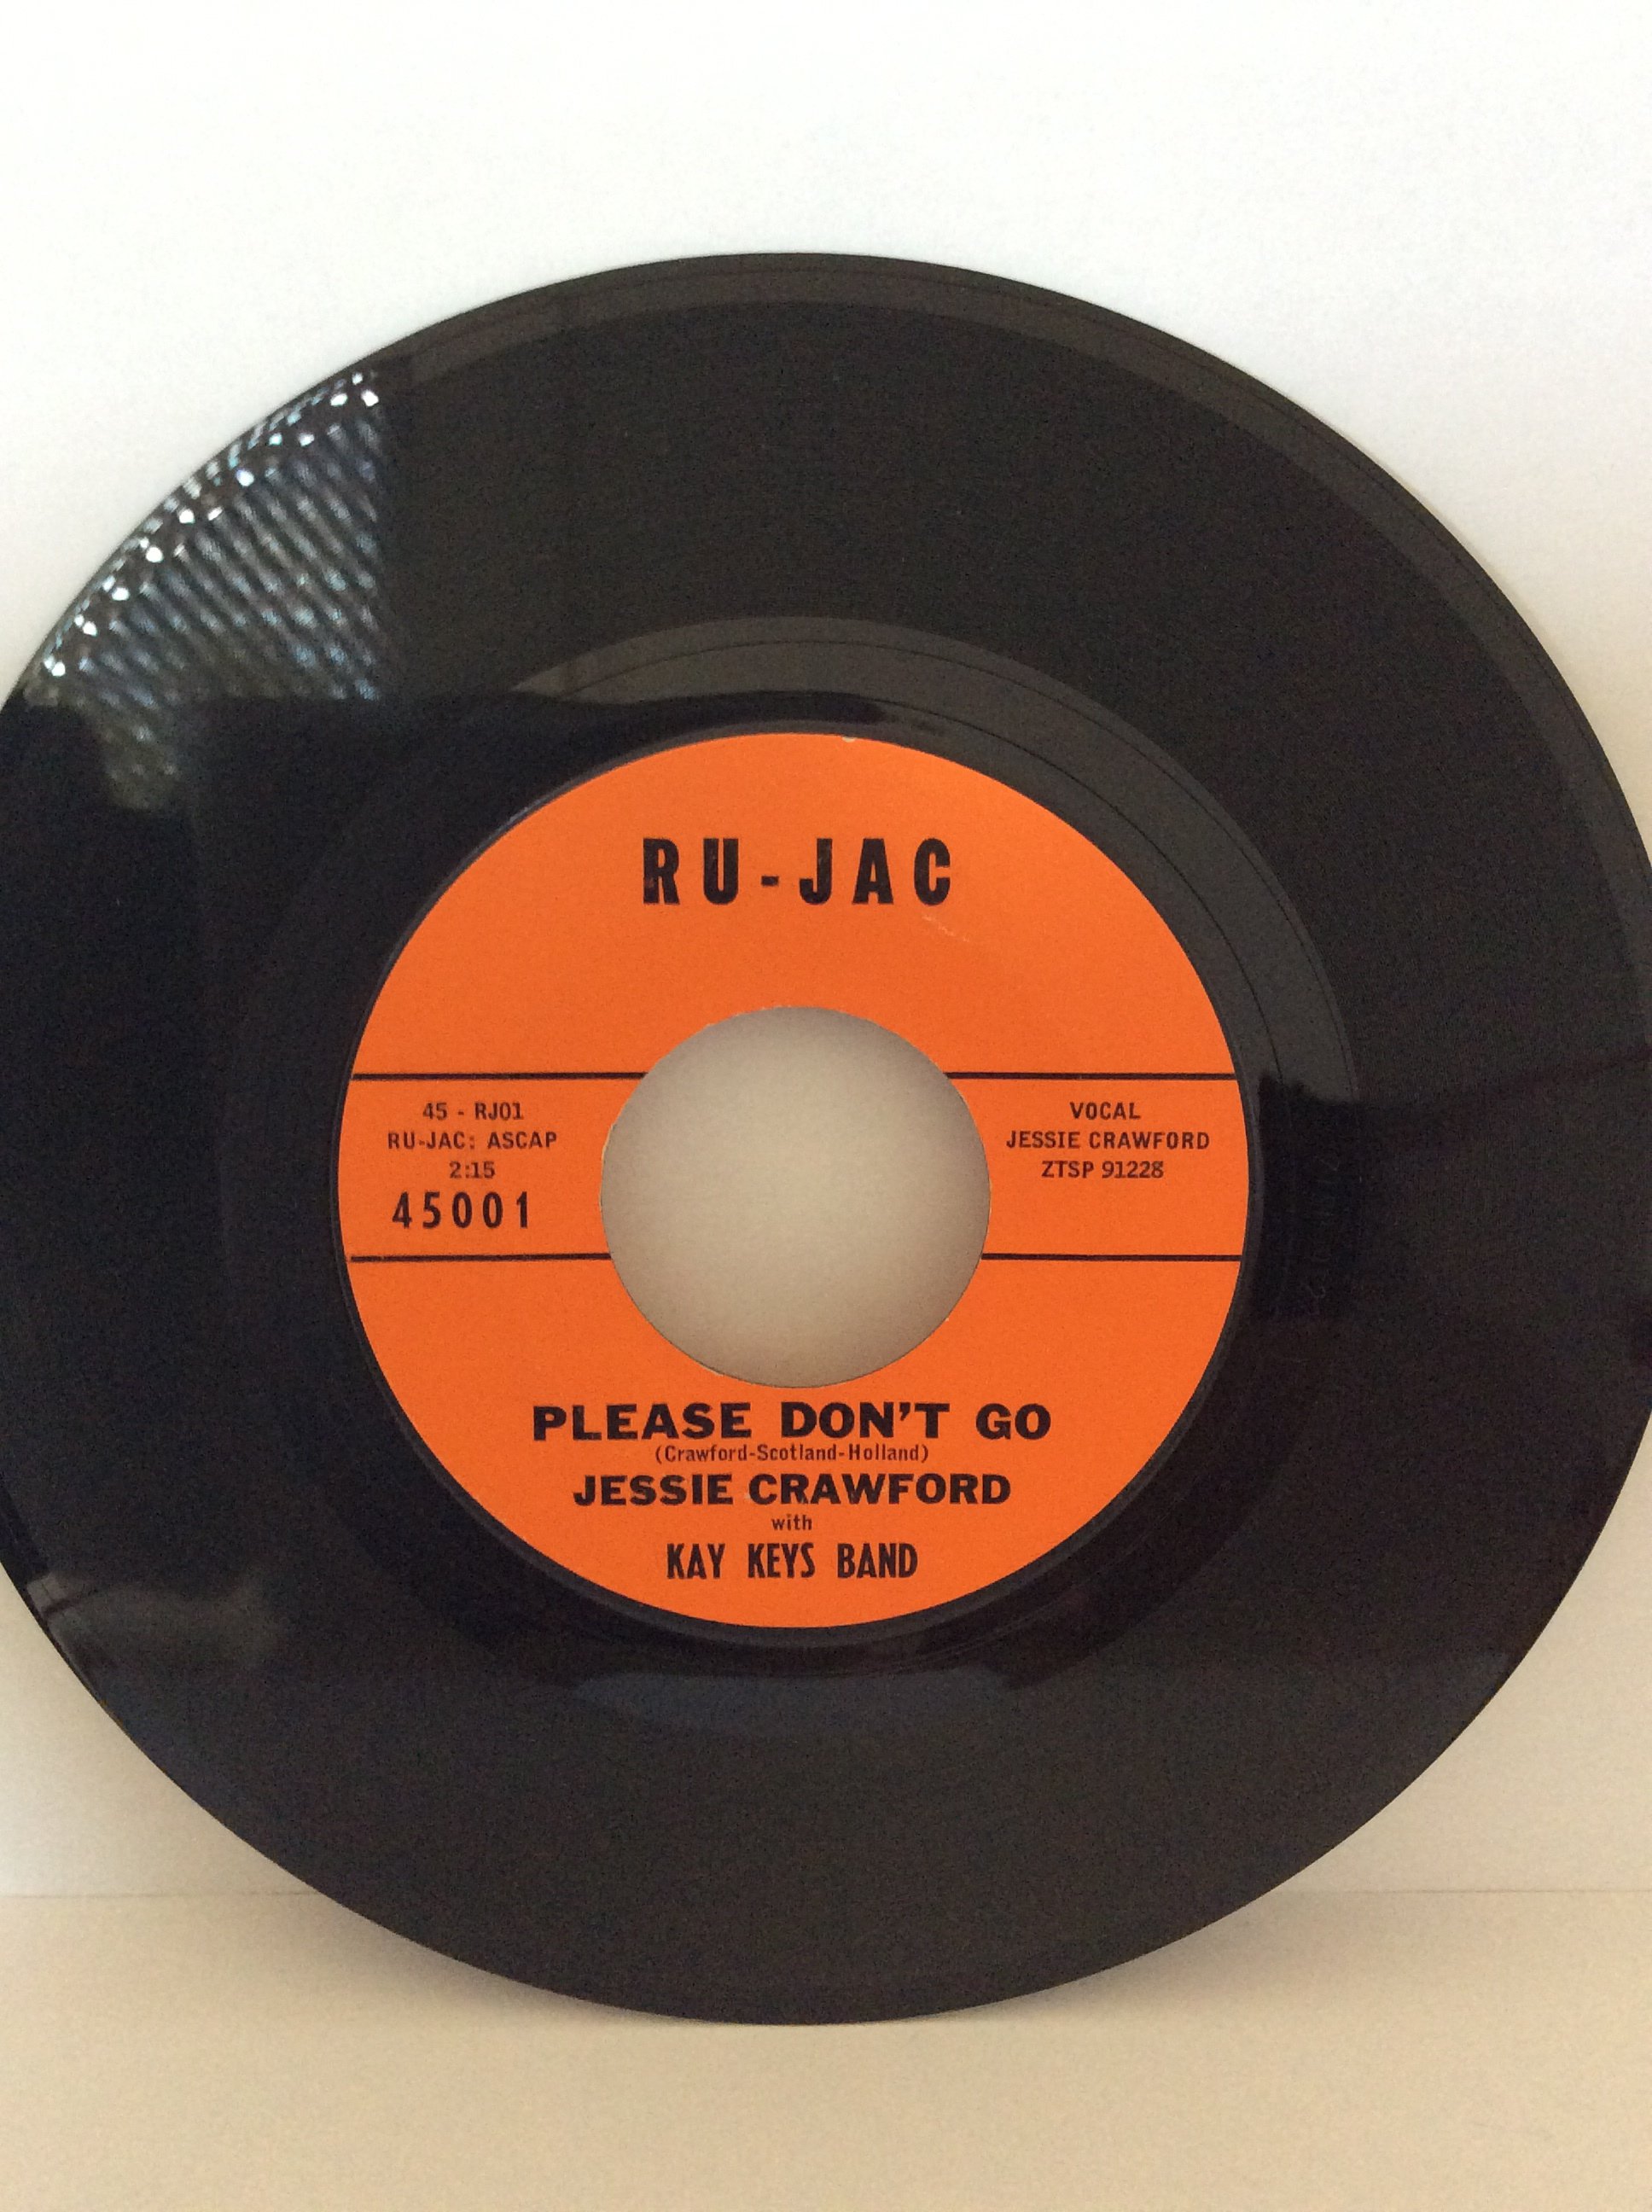 RU-JAC
45 - RJ01
RU-JAC: ASCAP
2:15
45001
VOCAL
JESSIE CRAWFORD
ZTSP 91228
PLEASE DON'T GO
(Crawford-Scotland-Holland)
JESSIE CRAWFORD
with
KAY KEYS BAND